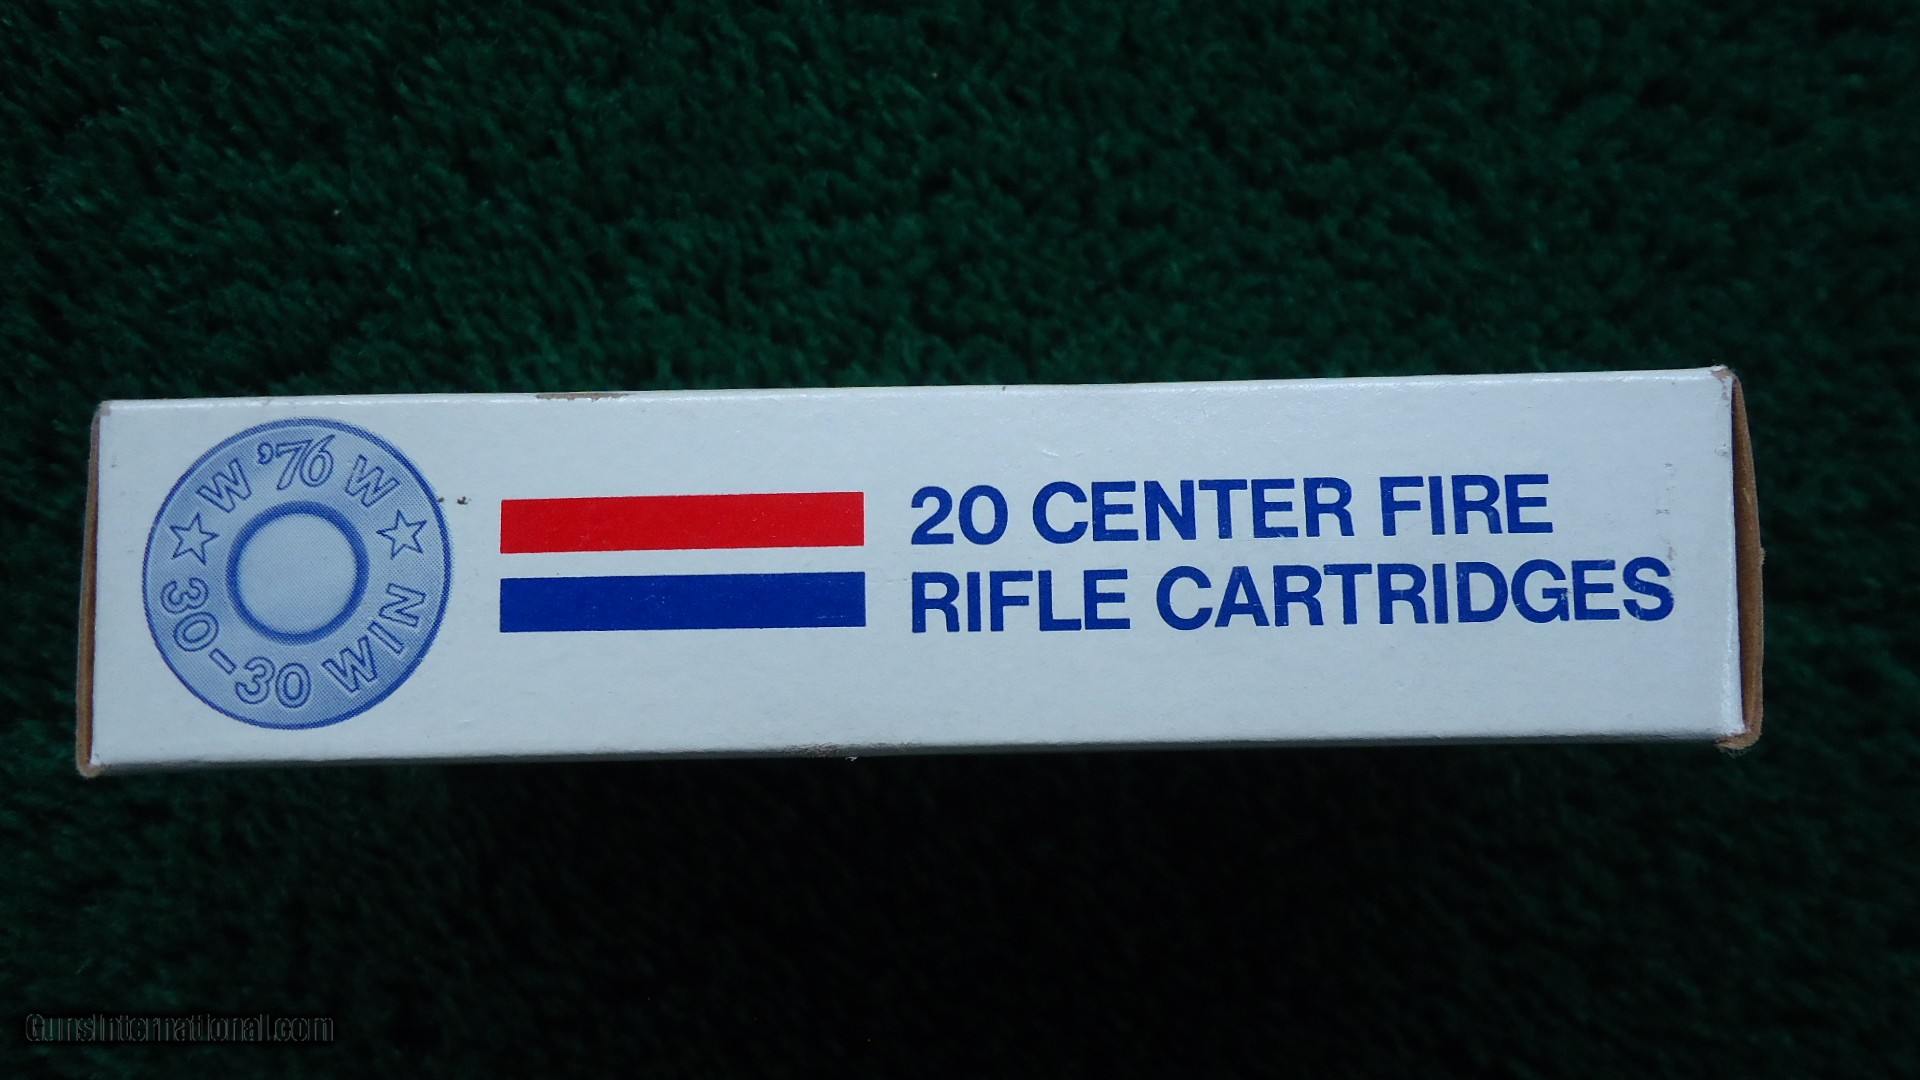 W '76 W
30-30 WIN
20 CENTER FIRE
RIFLE CARTRIDGES
GunsInternational.com